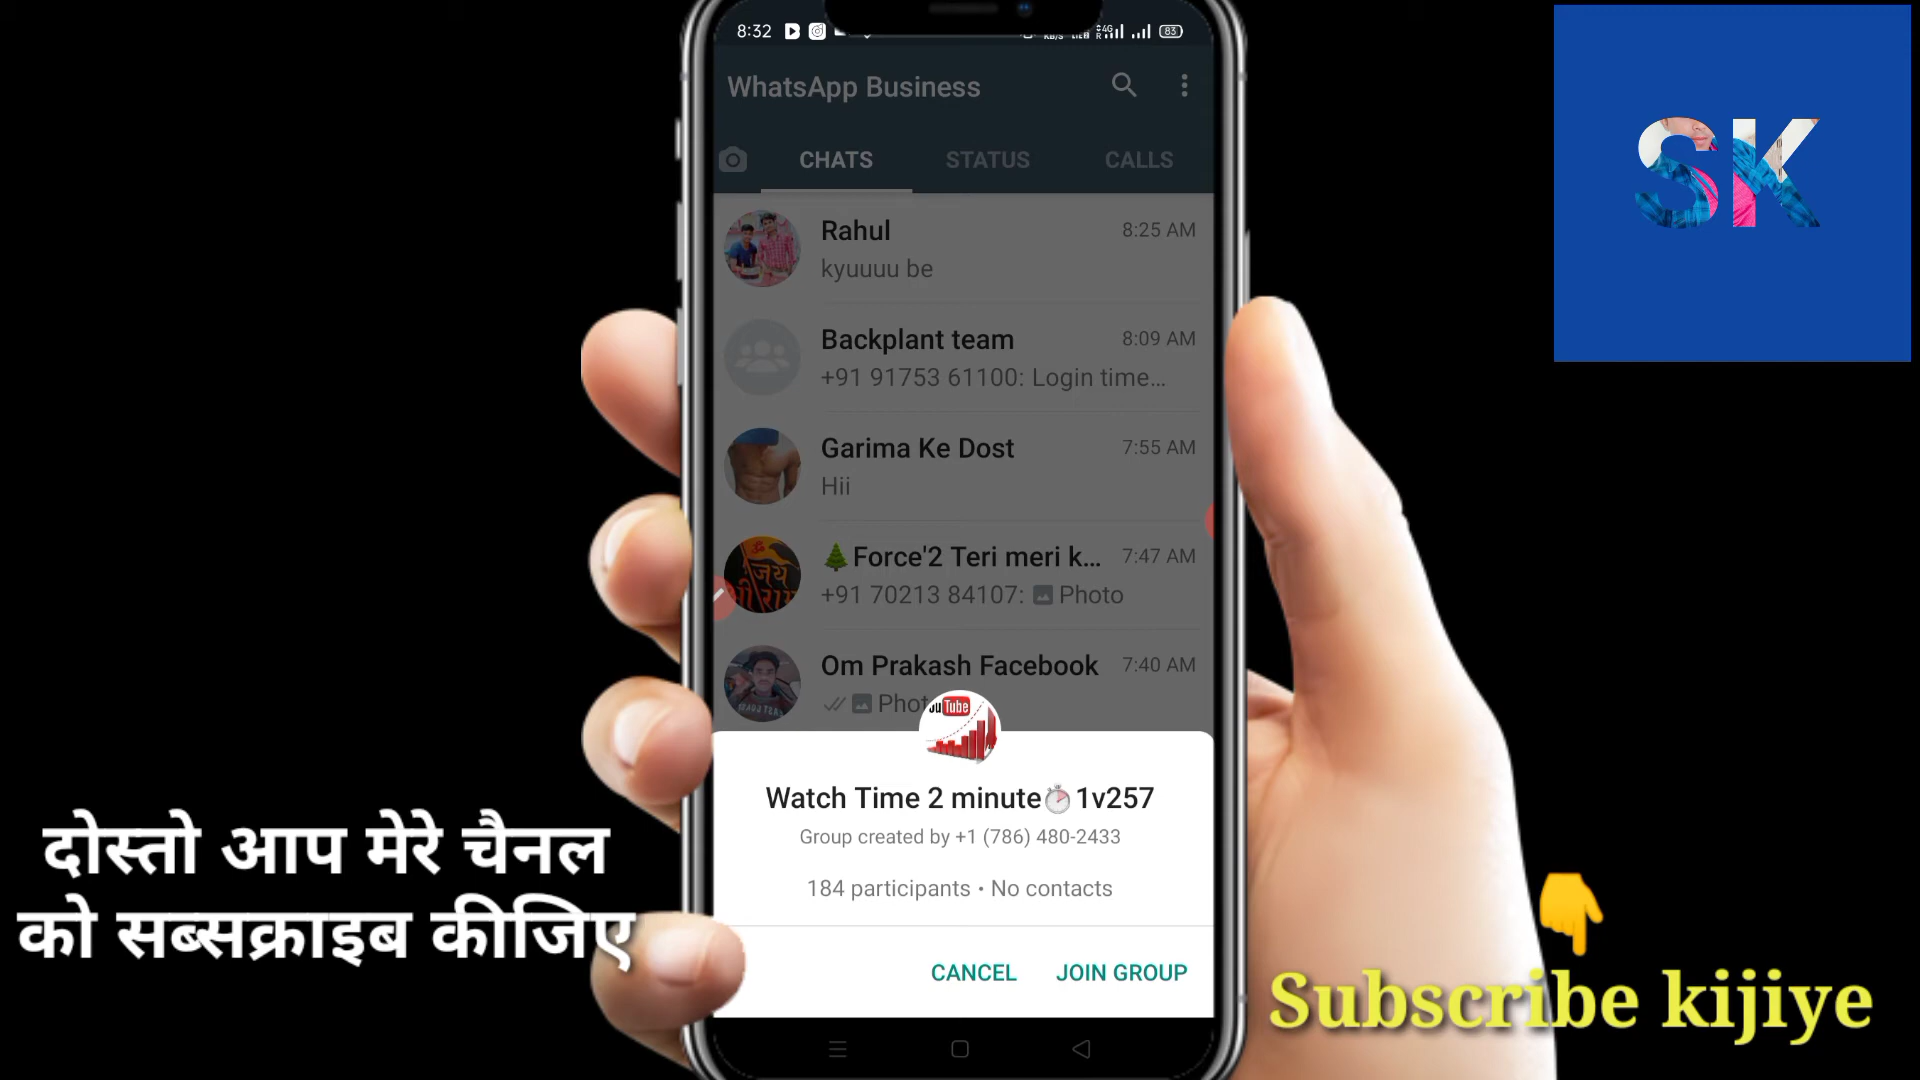 8:32
83
WhatsApp Business
CHATS STATUS CALLS
Rahul 8:25 AM
kyuuuu be
Backplant team 8:09 AM
+91 91753 61100: Login time...
Garima Ke Dost 7:55 AM
Hii
🌲Force'2 Teri meri k... 7:47 AM
+91 70213 84107: Photo
Om Prakash Facebook 7:40 AM
Phot
Tube
Watch Time 2 minute⏱1v257
Group created by +1 (786) 480-2433
184 participants • No contacts
CANCEL JOIN GROUP
SK
दोस्तो आप मेरे चैनल
को सब्सक्राइब कीजिए
👇
Subscribe kijiye